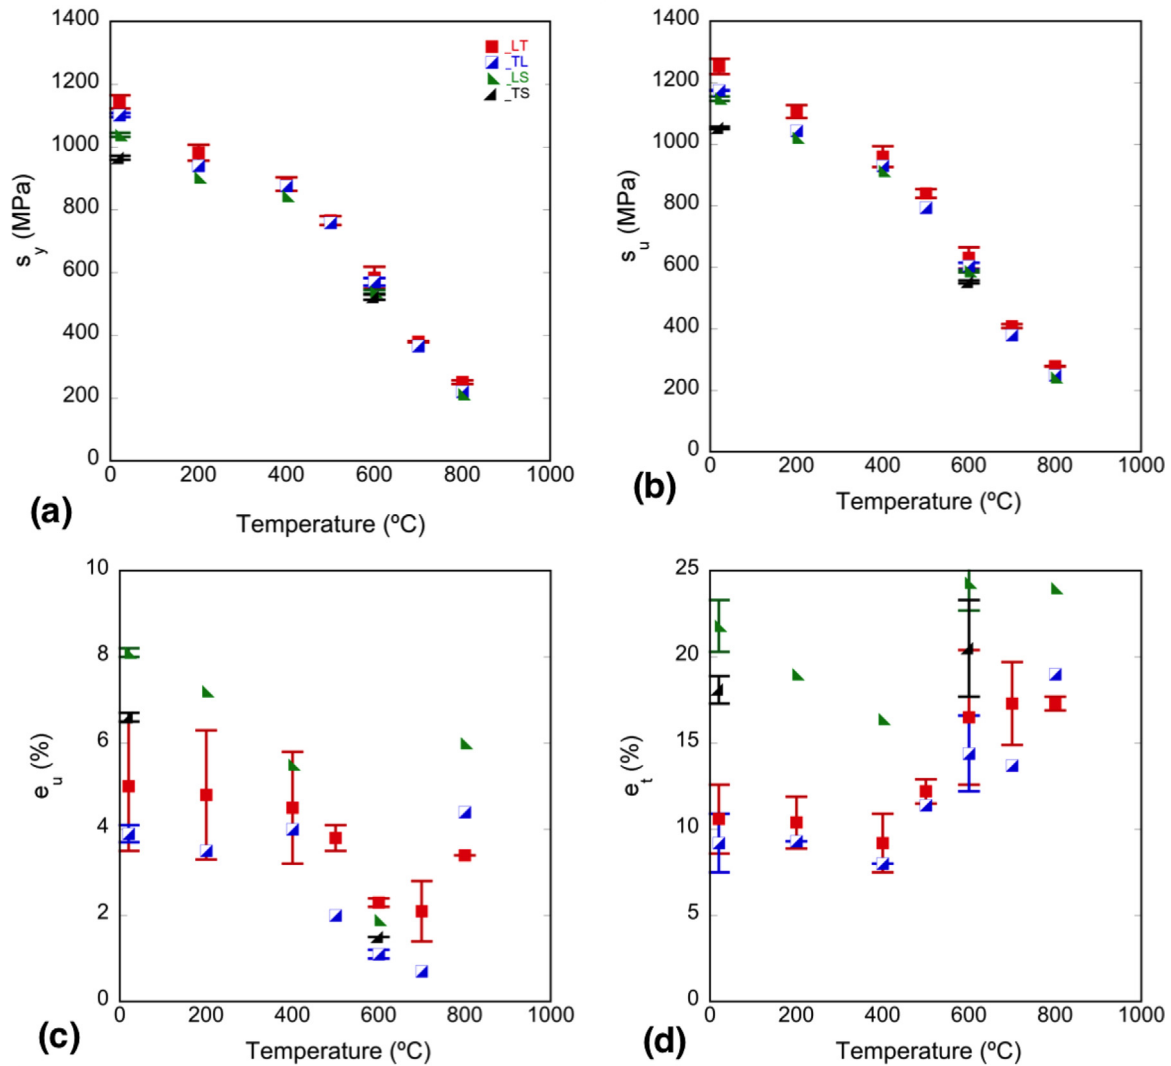 1400
1200
1000
800
600
400
200
0
s_y (MPa)
_LT
_TL
_LS
_TS
0 200 400 600 800 1000
(a)
Temperature (ºC)
1400
1200
1000
800
600
400
200
0
s_u (MPa)
0 200 400 600 800 1000
(b)
Temperature (ºC)
10
8
6
4
2
0
e_u (%)
0 200 400 600 800 1000
(c)
Temperature (ºC)
25
20
15
10
5
0
e_t (%)
0 200 400 600 800 1000
(d)
Temperature (ºC)